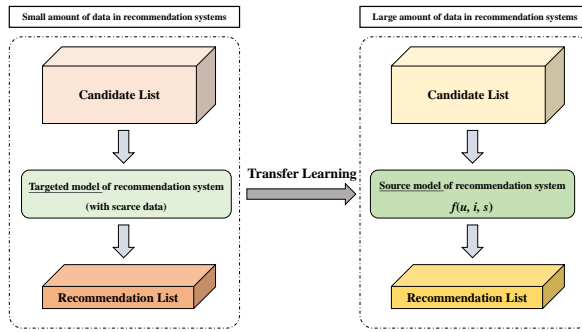 Small amount of data in recommendation systems
Candidate List
Targeted model of recommendation system
(with scarce data)
Recommendation List
Transfer Learning
Large amount of data in recommendation systems
Candidate List
Source model of recommendation system
f(u, i, s)
Recommendation List